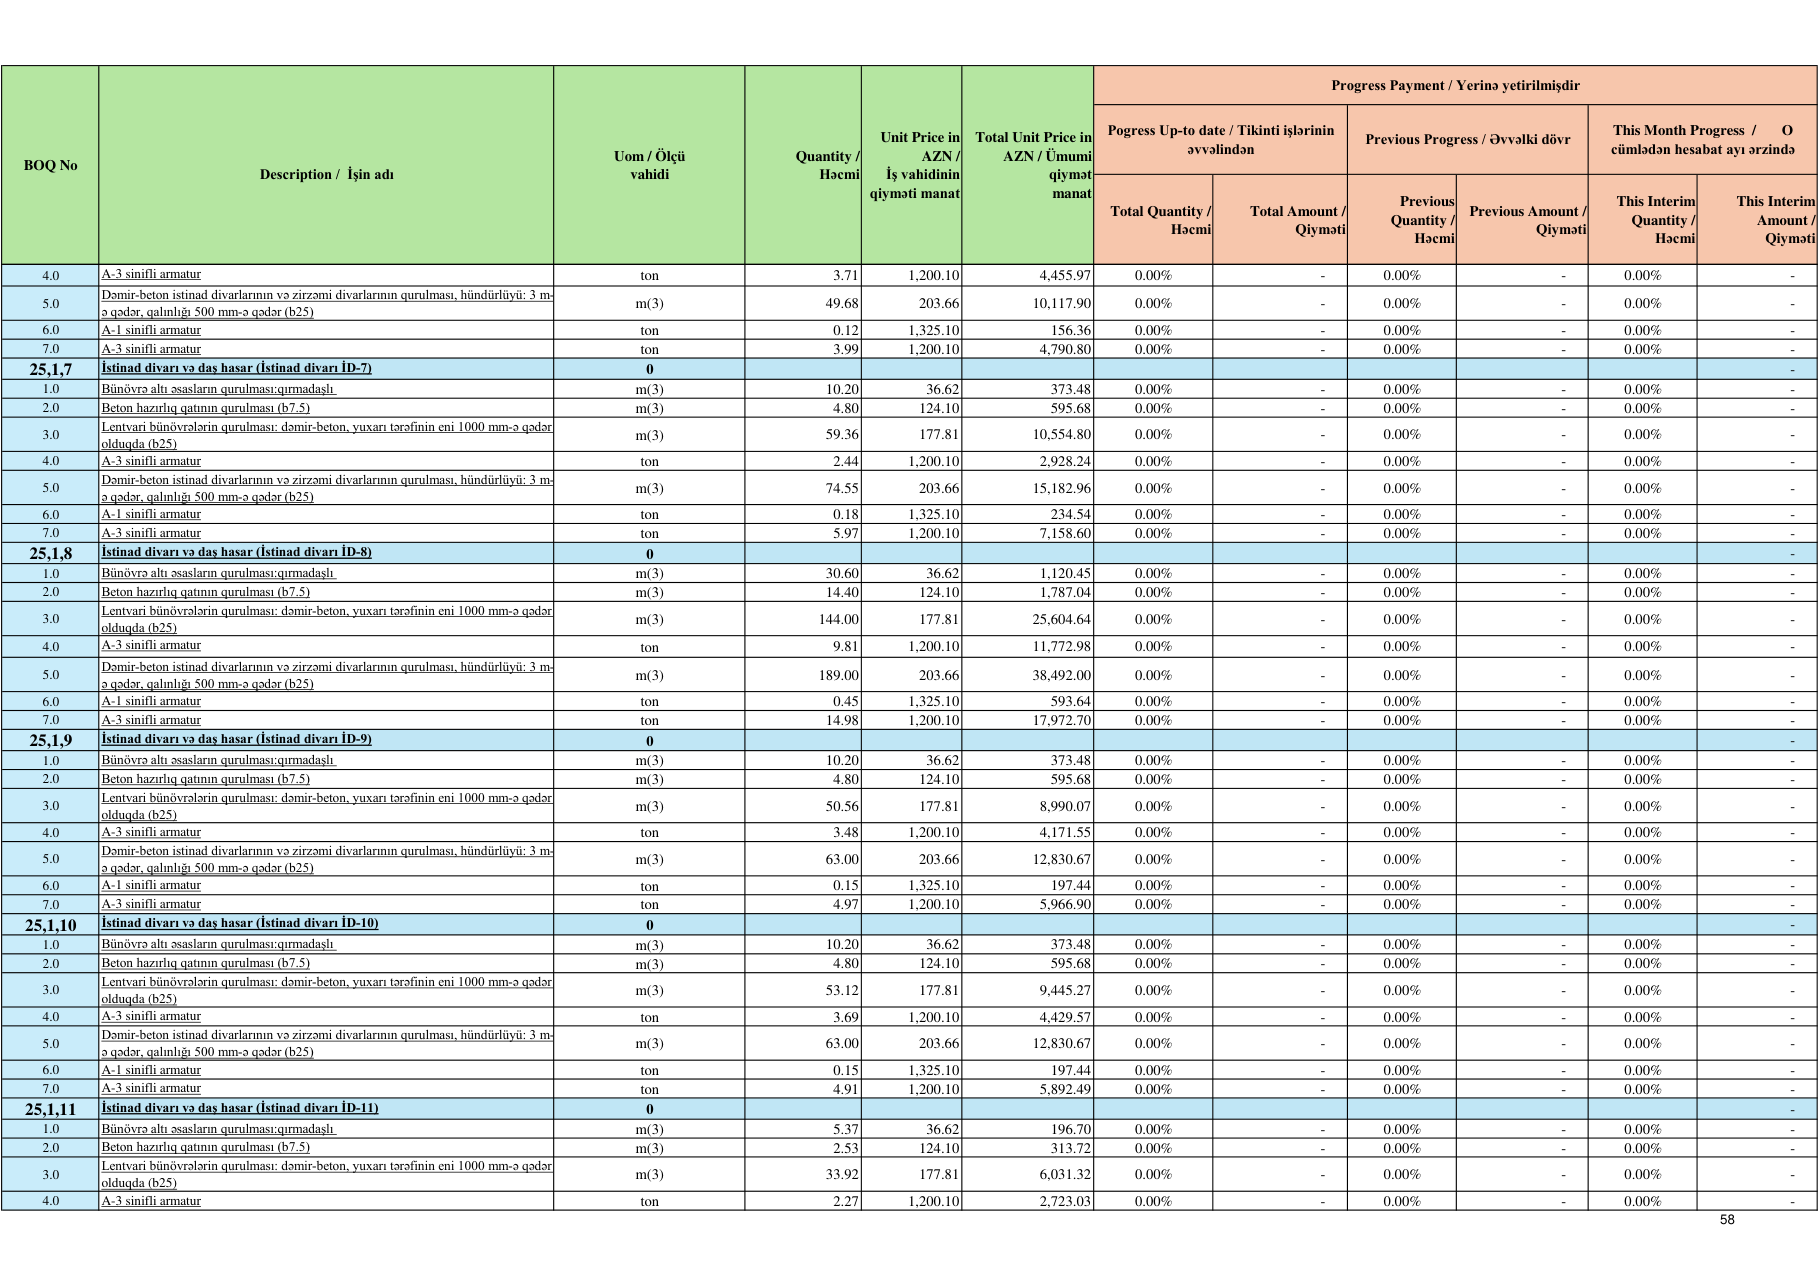 BOQ No
Description / İşin adı
Uom / Ölçü
vahidi
Quantity /
Həcmi
Unit Price in
AZN /
İş vahidinin
qiyməti manat
Total Unit Price in
AZN / Ümumi
qiymət
manat
Progress Payment / Yerinə yetirilmişdir
Pogress Up-to date / Tikinti işlərinin
əvvəlindən
Previous Progress / Əvvəlki dövr
This Month Progress / O
cümlədən hesabat ayı ərzində
Total Quantity /
Həcmi
Total Amount /
Qiyməti
Previous
Quantity /
Həcmi
Previous Amount /
Qiyməti
This Interim
Quantity /
Həcmi
This Interim
Amount /
Qiyməti
4.0 A-3 sinifli armatur ton 3.71 1,200.10 4,455.97 0.00% - 0.00% - 0.00% -
5.0 Dəmir-beton istinad divarlarının və zirzəmi divarlarının qurulması, hündürlüyü: 3 m-
ə qədər, qalınlığı 500 mm-ə qədər (b25) m(3) 49.68 203.66 10,117.90 0.00% - 0.00% - 0.00% -
6.0 A-1 sinifli armatur ton 0.12 1,325.10 156.36 0.00% - 0.00% - 0.00% -
7.0 A-3 sinifli armatur ton 3.99 1,200.10 4,790.80 0.00% - 0.00% - 0.00% -
25,1,7 İstinad divarı və daş hasar (İstinad divarı İD-7) 0 -
1.0 Bünövrə altı əsasların qurulması:qırmadaşlı m(3) 10.20 36.62 373.48 0.00% - 0.00% - 0.00% -
2.0 Beton hazırlıq qatının qurulması (b7.5) m(3) 4.80 124.10 595.68 0.00% - 0.00% - 0.00% -
3.0 Lentvari bünövrələrin qurulması: dəmir-beton, yuxarı tərəfinin eni 1000 mm-ə qədər
olduqda (b25) m(3) 59.36 177.81 10,554.80 0.00% - 0.00% - 0.00% -
4.0 A-3 sinifli armatur ton 2.44 1,200.10 2,928.24 0.00% - 0.00% - 0.00% -
5.0 Dəmir-beton istinad divarlarının və zirzəmi divarlarının qurulması, hündürlüyü: 3 m-
ə qədər, qalınlığı 500 mm-ə qədər (b25) m(3) 74.55 203.66 15,182.96 0.00% - 0.00% - 0.00% -
6.0 A-1 sinifli armatur ton 0.18 1,325.10 234.54 0.00% - 0.00% - 0.00% -
7.0 A-3 sinifli armatur ton 5.97 1,200.10 7,158.60 0.00% - 0.00% - 0.00% -
25,1,8 İstinad divarı və daş hasar (İstinad divarı İD-8) 0 -
1.0 Bünövrə altı əsasların qurulması:qırmadaşlı m(3) 30.60 36.62 1,120.45 0.00% - 0.00% - 0.00% -
2.0 Beton hazırlıq qatının qurulması (b7.5) m(3) 14.40 124.10 1,787.04 0.00% - 0.00% - 0.00% -
3.0 Lentvari bünövrələrin qurulması: dəmir-beton, yuxarı tərəfinin eni 1000 mm-ə qədər
olduqda (b25) m(3) 144.00 177.81 25,604.64 0.00% - 0.00% - 0.00% -
4.0 A-3 sinifli armatur ton 9.81 1,200.10 11,772.98 0.00% - 0.00% - 0.00% -
5.0 Dəmir-beton istinad divarlarının və zirzəmi divarlarının qurulması, hündürlüyü: 3 m-
ə qədər, qalınlığı 500 mm-ə qədər (b25) m(3) 189.00 203.66 38,492.00 0.00% - 0.00% - 0.00% -
6.0 A-1 sinifli armatur ton 0.45 1,325.10 593.64 0.00% - 0.00% - 0.00% -
7.0 A-3 sinifli armatur ton 14.98 1,200.10 17,972.70 0.00% - 0.00% - 0.00% -
25,1,9 İstinad divarı və daş hasar (İstinad divarı İD-9) 0 -
1.0 Bünövrə altı əsasların qurulması:qırmadaşlı m(3) 10.20 36.62 373.48 0.00% - 0.00% - 0.00% -
2.0 Beton hazırlıq qatının qurulması (b7.5) m(3) 4.80 124.10 595.68 0.00% - 0.00% - 0.00% -
3.0 Lentvari bünövrələrin qurulması: dəmir-beton, yuxarı tərəfinin eni 1000 mm-ə qədər
olduqda (b25) m(3) 50.56 177.81 8,990.07 0.00% - 0.00% - 0.00% -
4.0 A-3 sinifli armatur ton 3.48 1,200.10 4,171.55 0.00% - 0.00% - 0.00% -
5.0 Dəmir-beton istinad divarlarının və zirzəmi divarlarının qurulması, hündürlüyü: 3 m-
ə qədər, qalınlığı 500 mm-ə qədər (b25) m(3) 63.00 203.66 12,830.67 0.00% - 0.00% - 0.00% -
6.0 A-1 sinifli armatur ton 0.15 1,325.10 197.44 0.00% - 0.00% - 0.00% -
7.0 A-3 sinifli armatur ton 4.97 1,200.10 5,966.90 0.00% - 0.00% - 0.00% -
25,1,10 İstinad divarı və daş hasar (İstinad divarı İD-10) 0 -
1.0 Bünövrə altı əsasların qurulması:qırmadaşlı m(3) 10.20 36.62 373.48 0.00% - 0.00% - 0.00% -
2.0 Beton hazırlıq qatının qurulması (b7.5) m(3) 4.80 124.10 595.68 0.00% - 0.00% - 0.00% -
3.0 Lentvari bünövrələrin qurulması: dəmir-beton, yuxarı tərəfinin eni 1000 mm-ə qədər
olduqda (b25) m(3) 53.12 177.81 9,445.27 0.00% - 0.00% - 0.00% -
4.0 A-3 sinifli armatur ton 3.69 1,200.10 4,429.57 0.00% - 0.00% - 0.00% -
5.0 Dəmir-beton istinad divarlarının və zirzəmi divarlarının qurulması, hündürlüyü: 3 m-
ə qədər, qalınlığı 500 mm-ə qədər (b25) m(3) 63.00 203.66 12,830.67 0.00% - 0.00% - 0.00% -
6.0 A-1 sinifli armatur ton 0.15 1,325.10 197.44 0.00% - 0.00% - 0.00% -
7.0 A-3 sinifli armatur ton 4.91 1,200.10 5,892.49 0.00% - 0.00% - 0.00% -
25,1,11 İstinad divarı və daş hasar (İstinad divarı İD-11) 0 -
1.0 Bünövrə altı əsasların qurulması:qırmadaşlı m(3) 5.37 36.62 196.70 0.00% - 0.00% - 0.00% -
2.0 Beton hazırlıq qatının qurulması (b7.5) m(3) 2.53 124.10 313.72 0.00% - 0.00% - 0.00% -
3.0 Lentvari bünövrələrin qurulması: dəmir-beton, yuxarı tərəfinin eni 1000 mm-ə qədər
olduqda (b25) m(3) 33.92 177.81 6,031.32 0.00% - 0.00% - 0.00% -
4.0 A-3 sinifli armatur ton 2.27 1,200.10 2,723.03 0.00% - 0.00% - 0.00% -
58